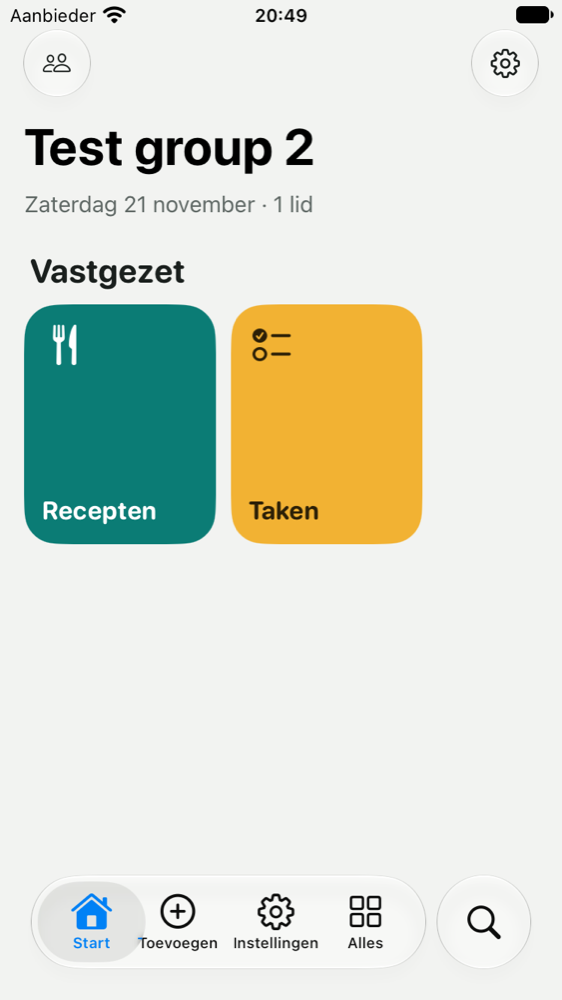 Aanbieder 20:49
Test group 2
Zaterdag 21 november · 1 lid
Vastgezet
Recepten Taken
Start Toevoegen Instellingen Alles